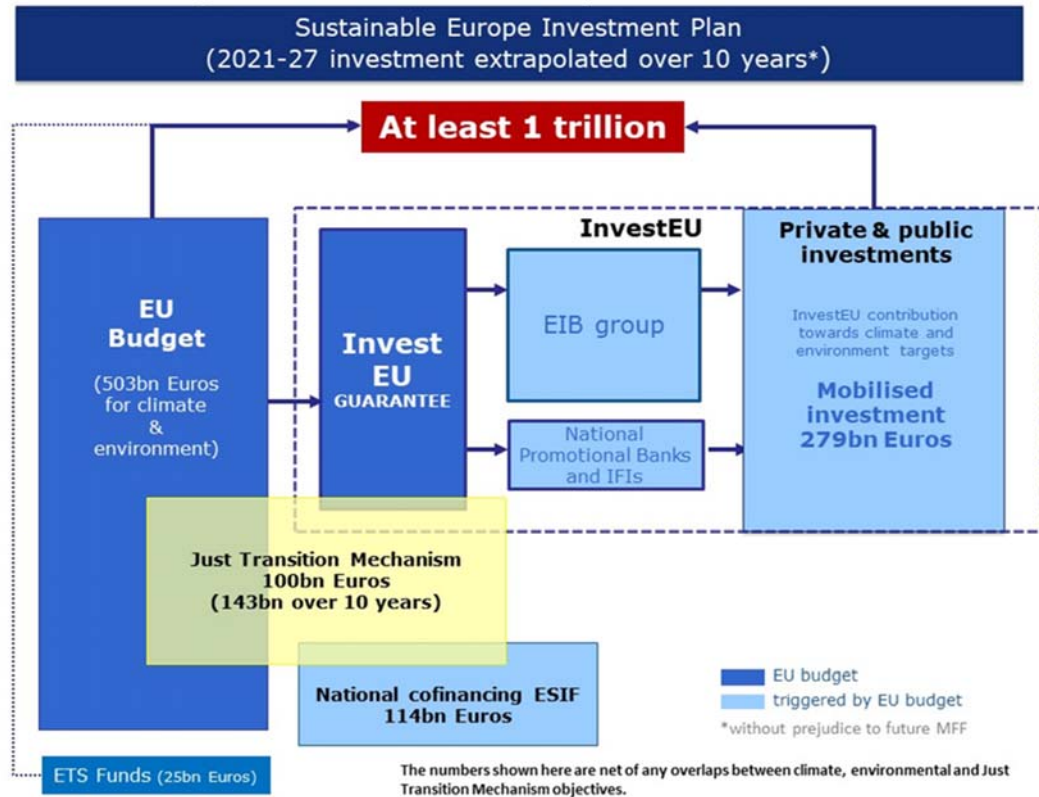 Sustainable Europe Investment Plan
(2021-27 investment extrapolated over 10 years*)
At least 1 trillion
EU
Budget
(503bn Euros
for climate
&
environment)
Invest
EU
GUARANTEE
InvestEU
EIB group
National
Promotional Banks
and IFIs
Private & public
investments
InvestEU contribution
towards climate and
environment targets
Mobilised
investment
279bn Euros
Just Transition Mechanism
100bn Euros
(143bn over 10 years)
National cofinancing ESIF
114bn Euros
EU budget
triggered by EU budget
*without prejudice to future MFF
ETS Funds (25bn Euros)
The numbers shown here are net of any overlaps between climate, environmental and Just
Transition Mechanism objectives.